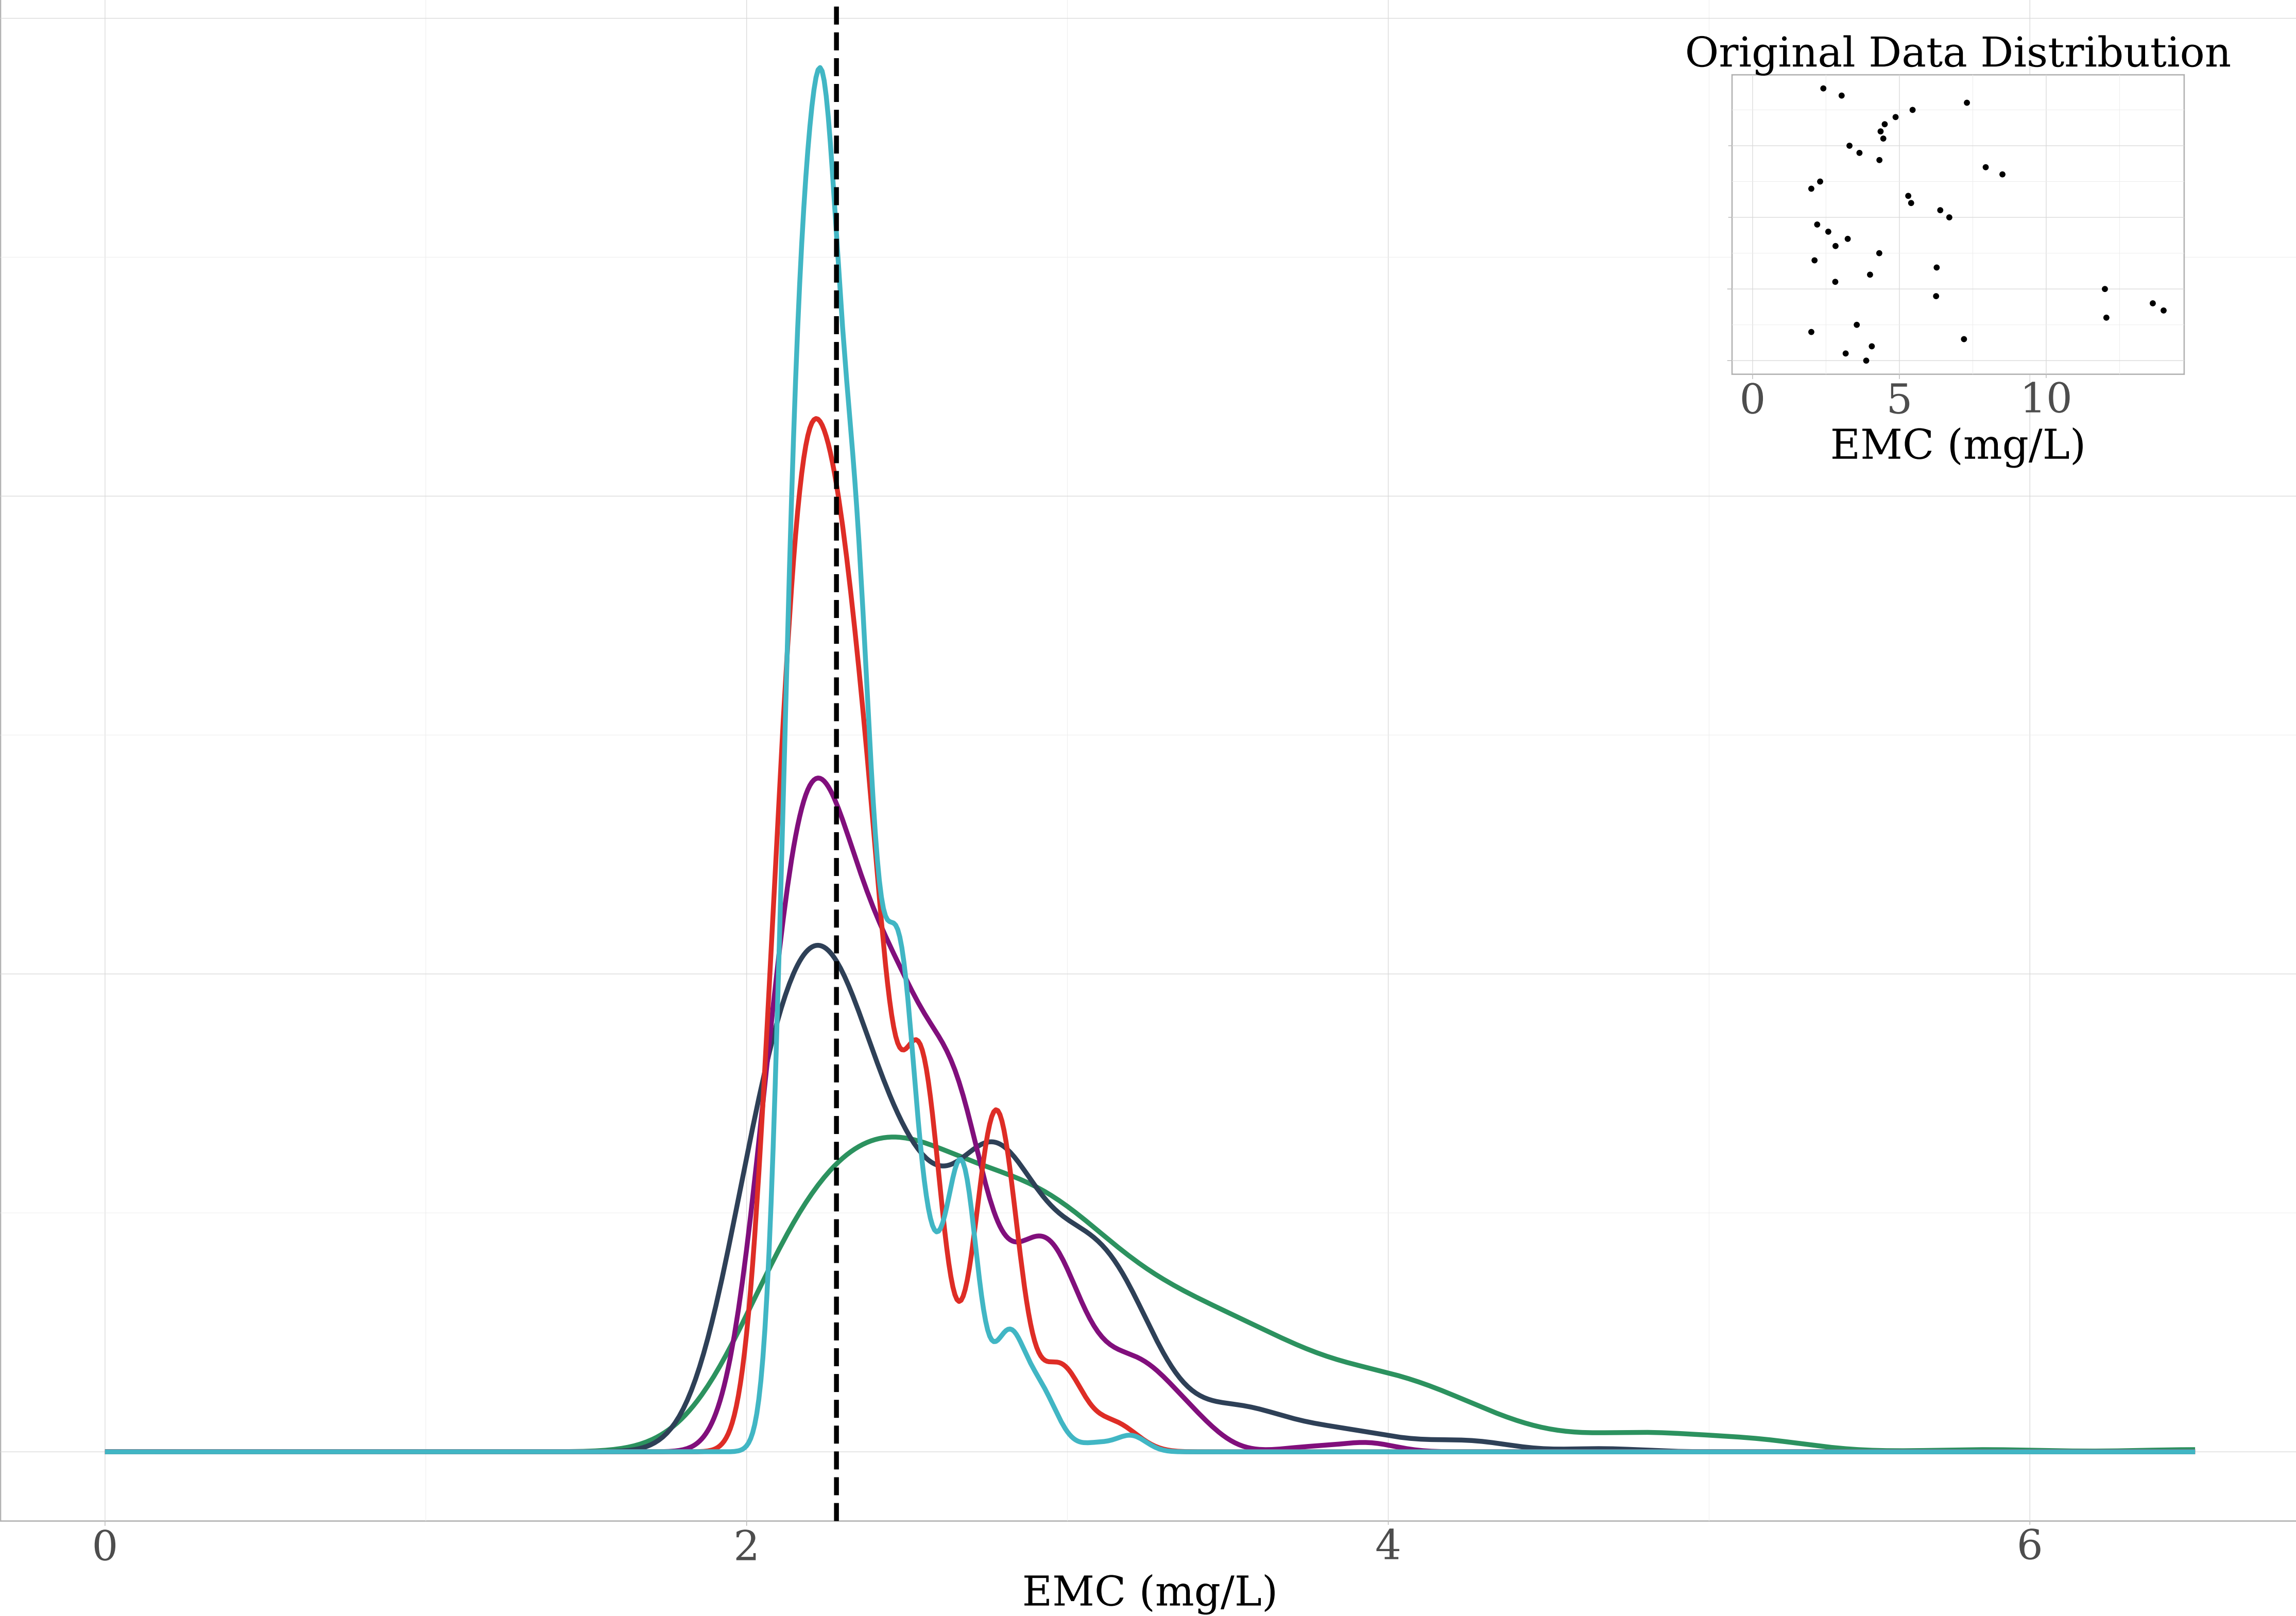 Original Data Distribution
0 5 10
EMC (mg/L)
0 2 4 6
EMC (mg/L)